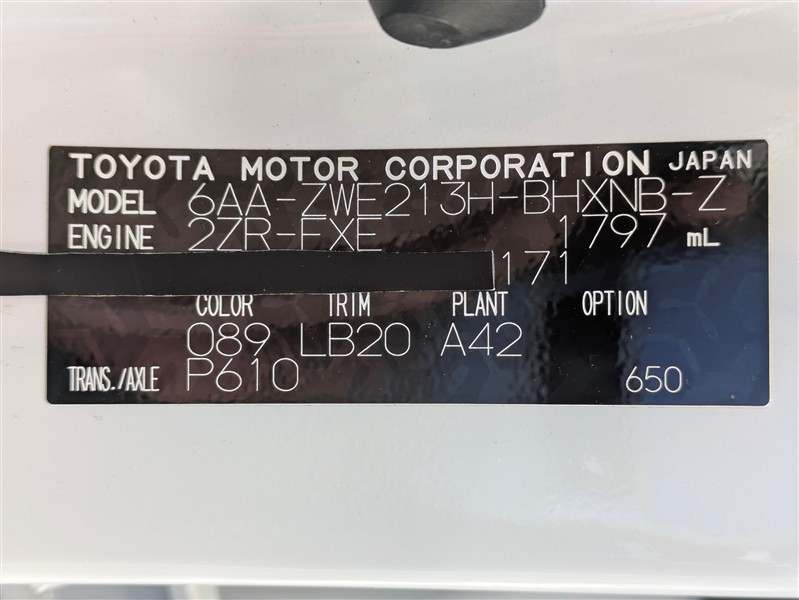 TOYOTA MOTOR CORPORATION JAPAN
MODEL 6AA-ZWE213H-BHXNB-Z
ENGINE 2ZR-FXE 1797 mL
171
COLOR TRIM PLANT OPTION
089 LB20 A42
TRANS./AXLE P610 650